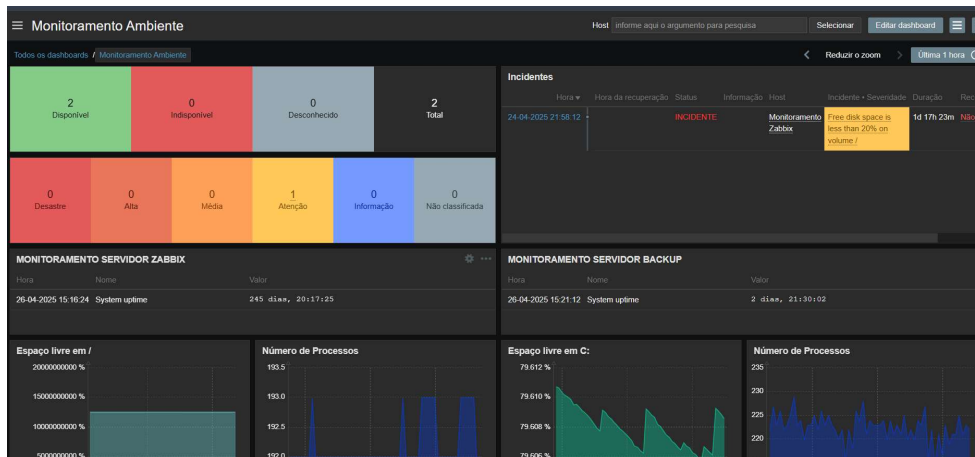 Monitoramento Ambiente
Host informe aqui o argumento para pesquisa Selecionar Editar dashboard
Todos os dashboards / Monitoramento Ambiente
Reduzir o zoom
Última 1 hora
2
Disponível
0
Indisponível
0
Desconhecido
2
Total
0
Desastre
0
Alta
0
Média
1
Atenção
0
Informação
0
Não classificada
Incidentes
Hora Hora da recuperação Status Informação Host Incidente • Severidade Duração Rec
24-04-2025 21:58:12 INCIDENTE Monitoramento Zabbix
Free disk space is
less than 20% on
volume /
1d 17h 23m Não
MONITORAMENTO SERVIDOR ZABBIX
Hora Nome Valor
26-04-2025 15:16:24 System uptime 245 dias, 20:17:25
MONITORAMENTO SERVIDOR BACKUP
Hora Nome Valor
26-04-2025 15:21:12 System uptime 2 dias, 21:30:02
Espaço livre em /
20000000000 %
15000000000 %
10000000000 %
5000000000 %
Número de Processos
193.5
193.0
192.5
192.0
Espaço livre em C:
79.612 %
79.610 %
79.608 %
79.606 %
Número de Processos
235
230
225
220